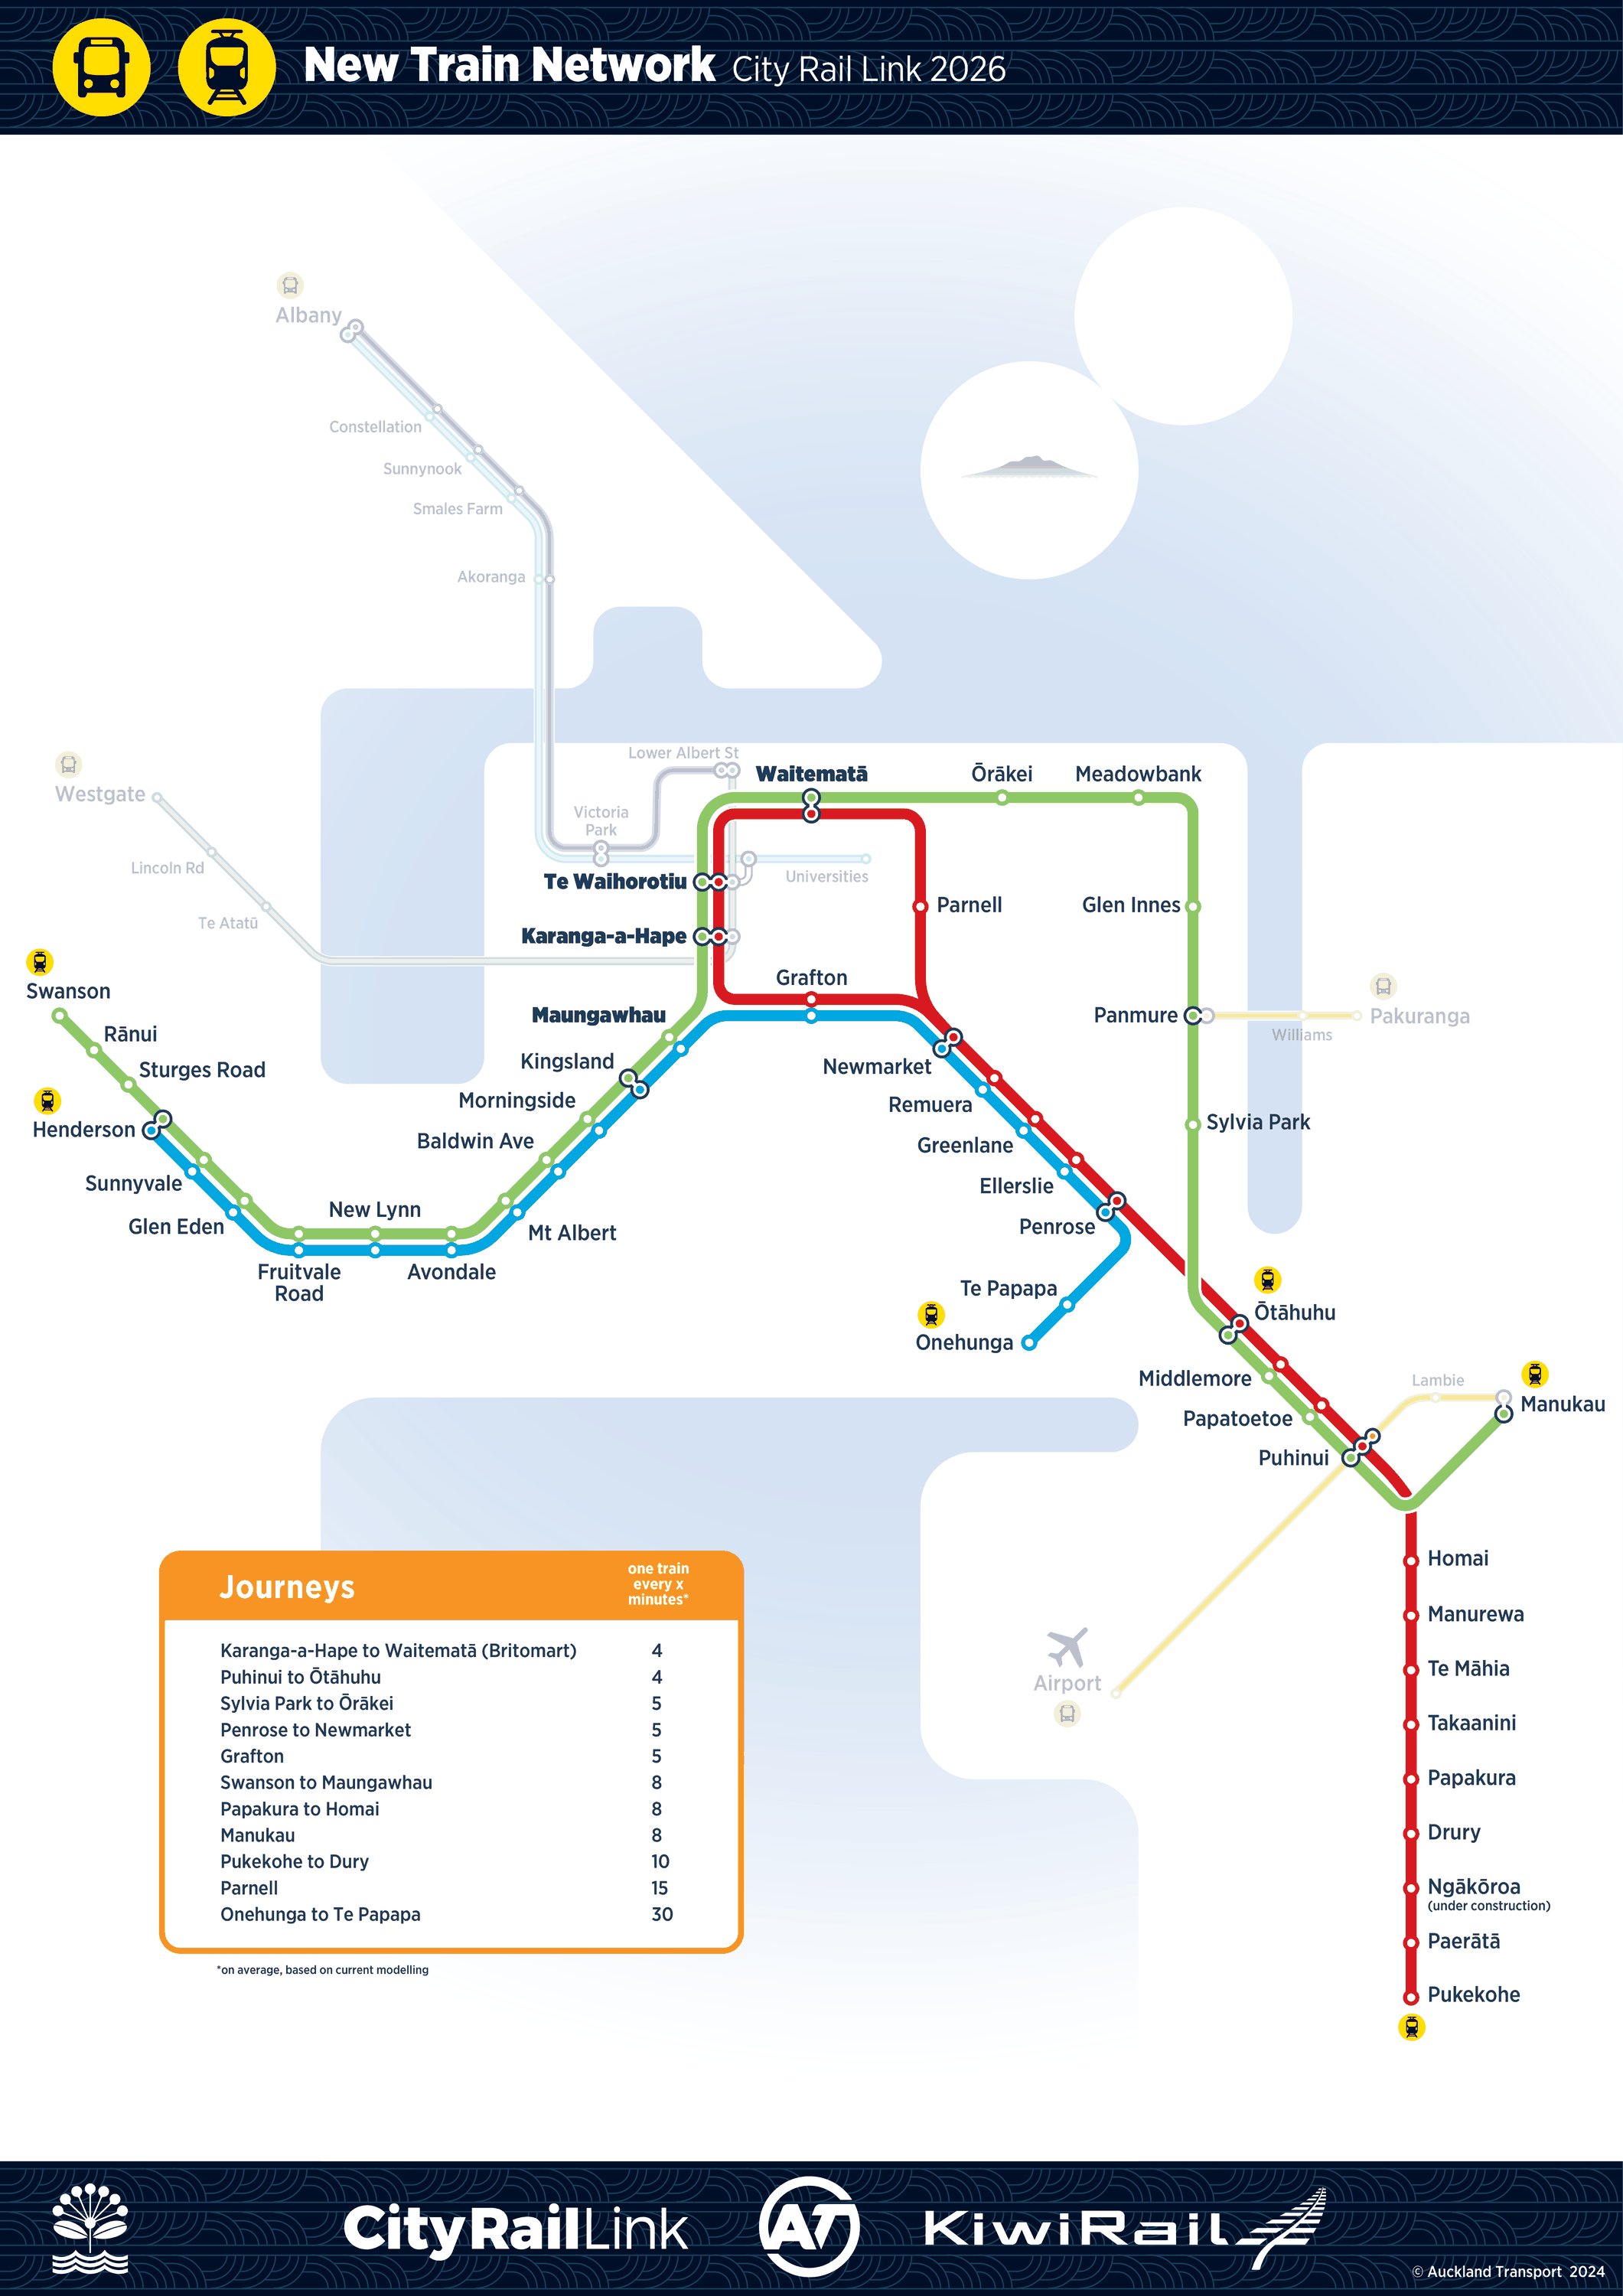 New Train Network City Rail Link 2026
Albany
Constellation
Sunnynook
Smales Farm
Akoranga
Lower Albert St
Westgate
Victoria
Park
Lincoln Rd
Te Atatū
Universities
Waitematā
Ōrākei
Meadowbank
Te Waihorotiu
Karanga-a-Hape
Parnell
Glen Innes
Grafton
Maungawhau
Panmure
Williams
Pakuranga
Swanson
Rānui
Sturges Road
Henderson
Kingsland
Morningside
Baldwin Ave
Newmarket
Remuera
Greenlane
Ellerslie
Penrose
Sylvia Park
Sunnyvale
Glen Eden
New Lynn
Mt Albert
Fruitvale
Road
Avondale
Te Papapa
Onehunga
Ōtāhuhu
Middlemore
Papatoetoe
Puhinui
Lambie
Manukau
Airport
Homai
Manurewa
Te Māhia
Takaanini
Papakura
Drury
Ngākōroa
(under construction)
Paerātā
Pukekohe
Journeys
one train
every x
minutes*
Karanga-a-Hape to Waitematā (Britomart) 4
Puhinui to Ōtāhuhu 4
Sylvia Park to Ōrākei 5
Penrose to Newmarket 5
Grafton 5
Swanson to Maungawhau 8
Papakura to Homai 8
Manukau 8
Pukekohe to Dury 10
Parnell 15
Onehunga to Te Papapa 30
*on average, based on current modelling
CityRailLink
AT
KiwiRail
© Auckland Transport 2024